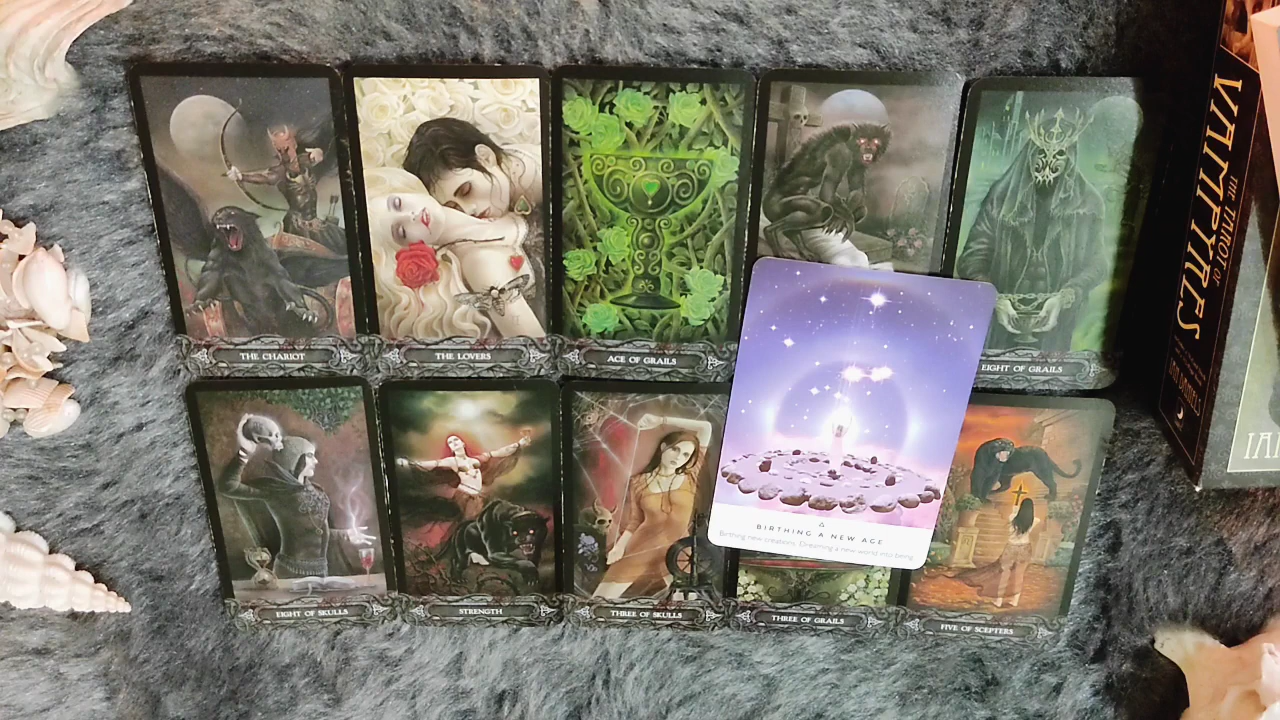 THE CHARIOT
THE LOVERS
ACE OF GRAILS
EIGHT OF GRAILS
EIGHT OF SKULLS
STRENGTH
THREE OF SKULLS
BIRTHING A NEW AGE
Birthing new creations. Dreaming a new world into being.
THREE OF GRAILS
FIVE OF SCEPTERS
THE TAROT OF
VAMPYRES